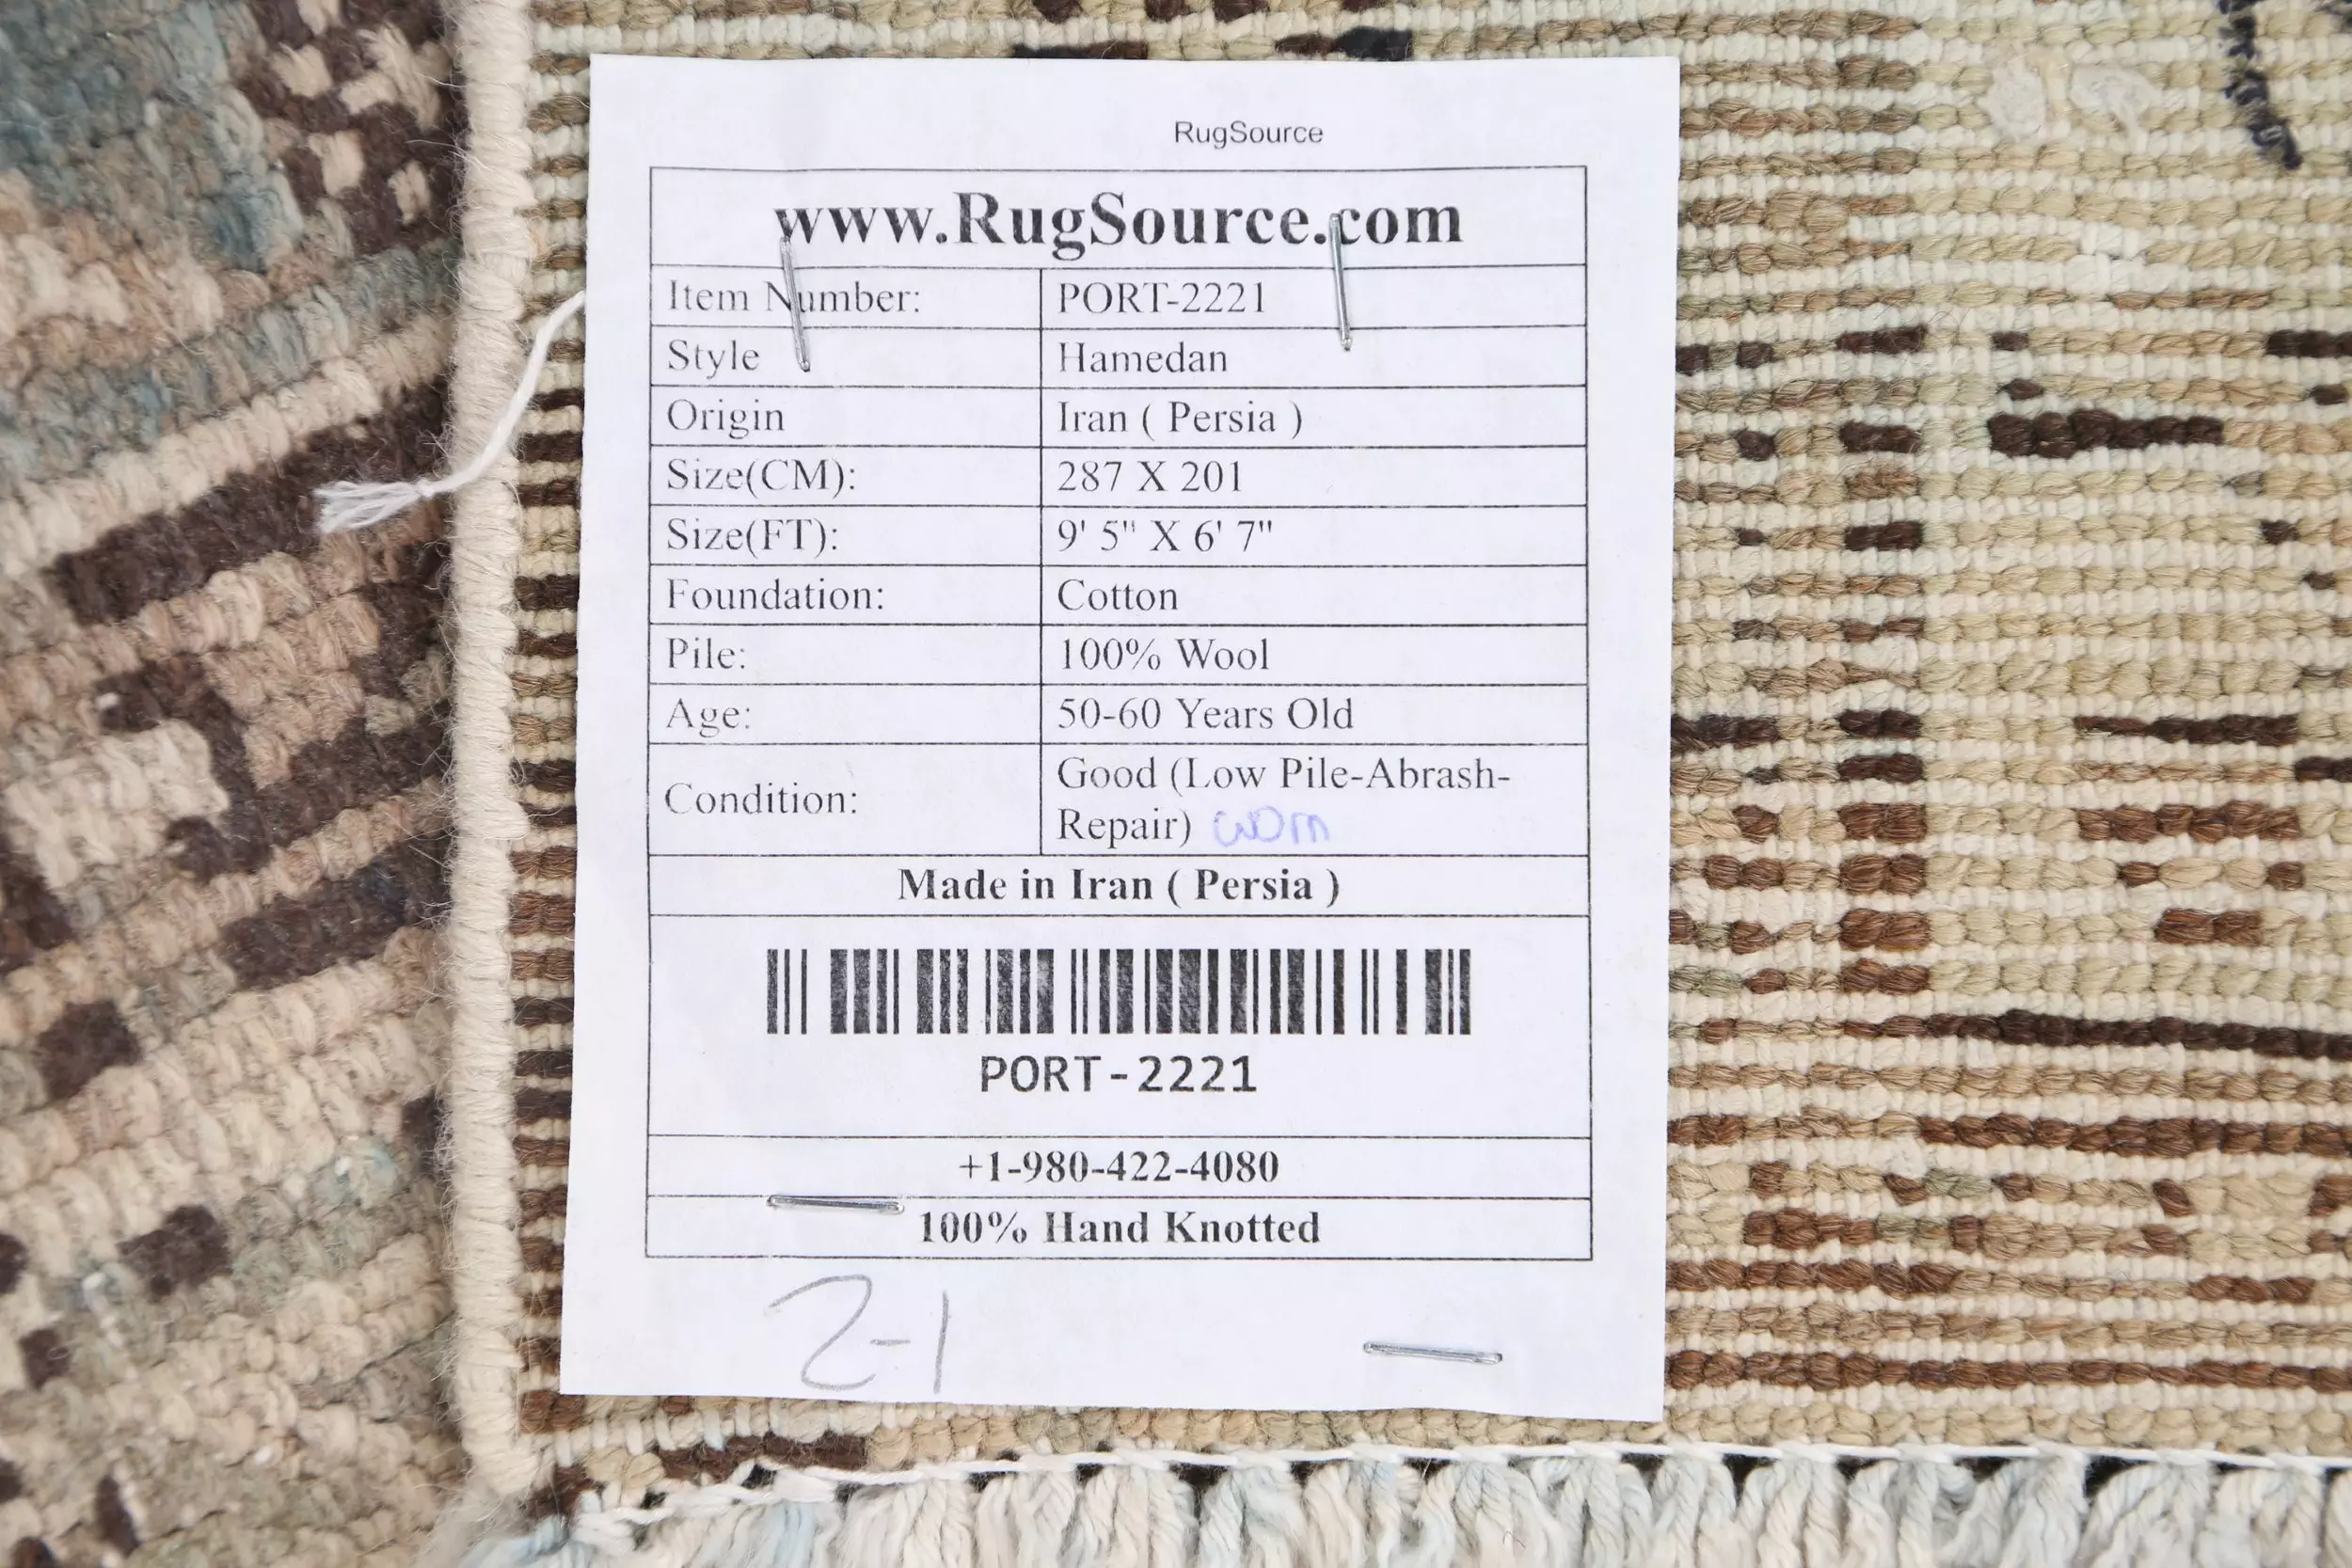 RugSource
www.RugSource.com
Item Number: PORT-2221
Style Hamedan
Origin Iran ( Persia )
Size(CM): 287 X 201
Size(FT): 9' 5" X 6' 7"
Foundation: Cotton
Pile: 100% Wool
Age: 50-60 Years Old
Condition: Good (Low Pile-Abrash-
Repair) worn
Made in Iran ( Persia )
PORT-2221
+1-980-422-4080
100% Hand Knotted
2-1